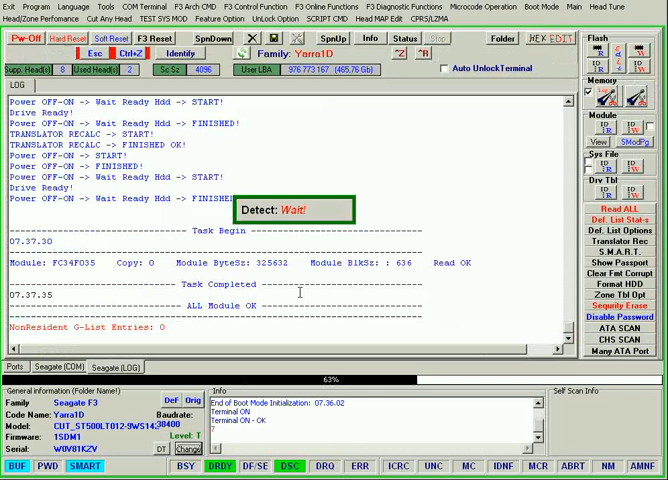 Exit Program Language Tools COM Terminal F3 Arch CMD F3 Control Function F3 Online Functions F3 Diagnostic Functions Microcode Operation Boot Mode Main Head Tune
Head/Zone Perfomance Cut Any Head TEST SYS MOD Feature Option UnLock Option SCRIPT CMD Head MAP Edit CPRS/LZMA
Pw-Off Hard Reset Soft Reset F3 Reset SpnDown SpnUp Info Status Stop Folder HEX EDIT
Esc Ctrl+Z Identify Family: Yarra1D ^Z ^R
Supp. Head(s) 8 Used Head(s) 2 Sc Sz 4096 User LBA 976 773 167 (465,76 Gb) Auto UnLockTerminal
LOG
Power OFF-ON -> Wait Ready Hdd -> START!
Drive Ready!
Power OFF-ON -> Wait Ready Hdd -> FINISHED!
TRANSLATOR RECALC -> START!
TRANSLATOR RECALC -> FINISHED OK!
Power OFF-ON -> START!
Power OFF-ON -> FINISHED!
Power OFF-ON -> Wait Ready Hdd -> START!
Drive Ready!
Power OFF-ON -> Wait Ready Hdd -> FINISHED
Detect: Wait!
Task Begin
07.37.30
Module: FC34F035 Copy: 0 Module ByteSz: 325632 Module BlkSz: : 636 Read OK
Task Completed
07.37.35
ALL Module OK
NonResident G-List Entries: 0
Flash
Memory
Module
View SModPg
Sys File
Drv Tbl
Read ALL
Def. List Stat-s
Def. List Options
Translator Rec
S.M.A.R.T.
Show Passport
Clear Fmt Corrupt
Format HDD
Zone Tbl Opt
Sequrity Erase
Disable Password
ATA SCAN
CHS SCAN
Many ATA Port
Ports Seagate (COM) Seagate (LOG)
63%
General information (Folder Name!)
Family Seagate F3 DeF Orig
Code Name: Yarra1D Baudrate:
Model: CUT_ST500LT012-9WS142 38400
Firmware: 1SDM1 Level: T
Serial: W0V81KZV DT Change
Info
End of Boot Mode Initialization: 07.36.02
Terminal ON
Terminal ON - OK
7
Self Scan Info
BUF PWD SMART BSY DRDY DF/SE DSC DRQ ERR ICRC UNC MC IDNF MCR ABRT NM AMNF